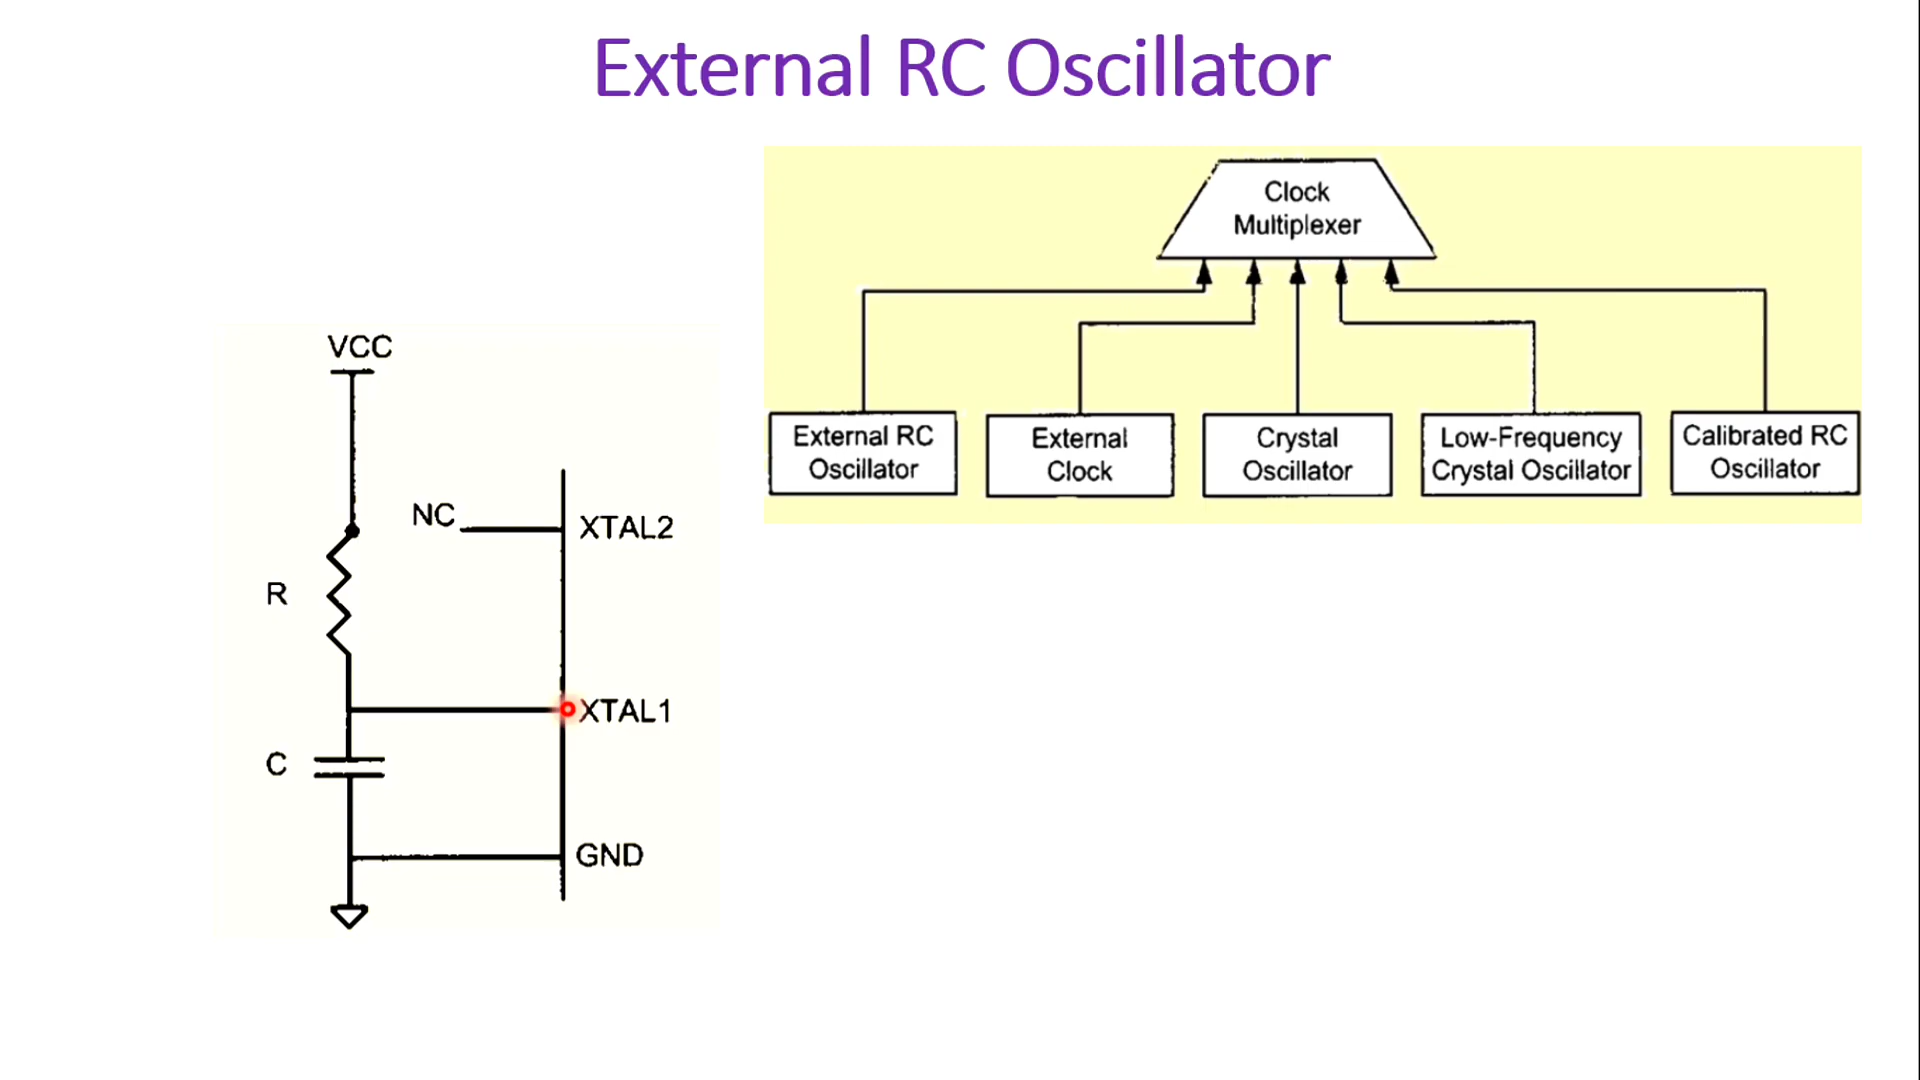 External RC Oscillator
Clock
Multiplexer
External RC
Oscillator
External
Clock
Crystal
Oscillator
Low-Frequency
Crystal Oscillator
Calibrated RC
Oscillator
VCC
NC
XTAL2
R
XTAL1
C
GND